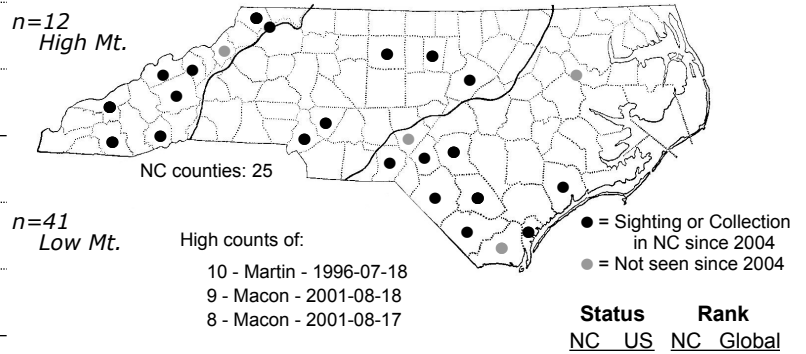 n=12
High Mt.
NC counties: 25
n=41
Low Mt.
High counts of:
10 - Martin - 1996-07-18
9 - Macon - 2001-08-18
8 - Macon - 2001-08-17
● = Sighting or Collection
in NC since 2004
● = Not seen since 2004
Status Rank
NC US NC Global